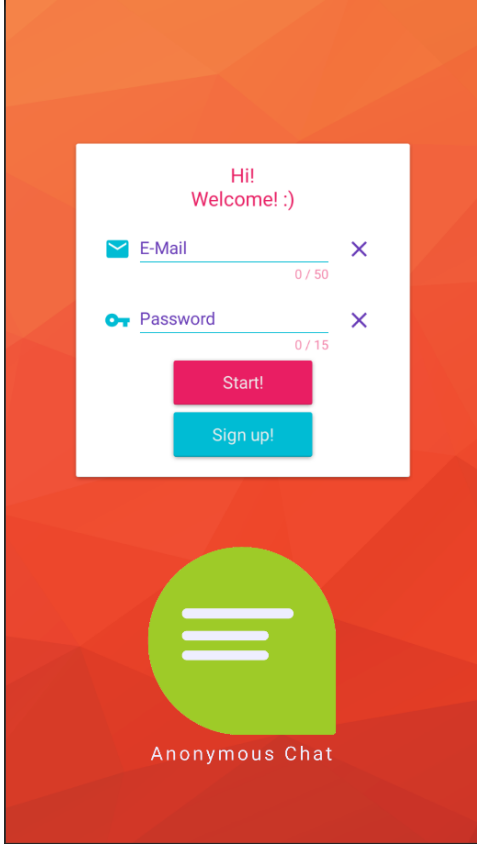 Hi!
Welcome! :)
E-Mail
0 / 50
Password
0 / 15
Start!
Sign up!
Anonymous Chat